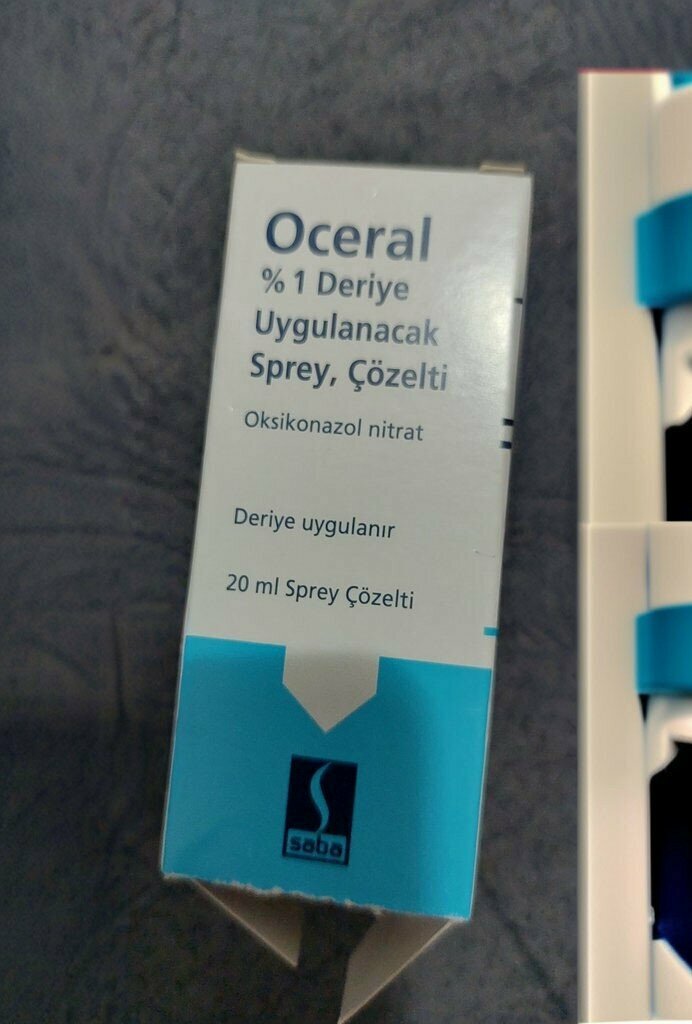 Oceral
% 1 Deriye
Uygulanacak
Sprey, Çözelti
Oksikonazol nitrat
Deriye uygulanır
20 ml Sprey Çözelti
saba